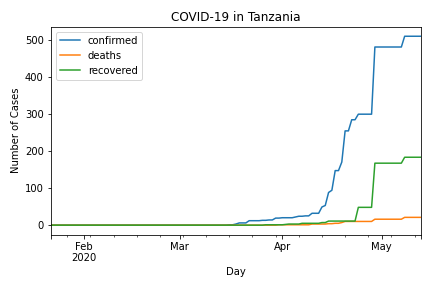 COVID-19 in Tanzania
confirmed
deaths
recovered
Number of Cases
500
400
300
200
100
0
Feb
2020
Mar
Apr
May
Day